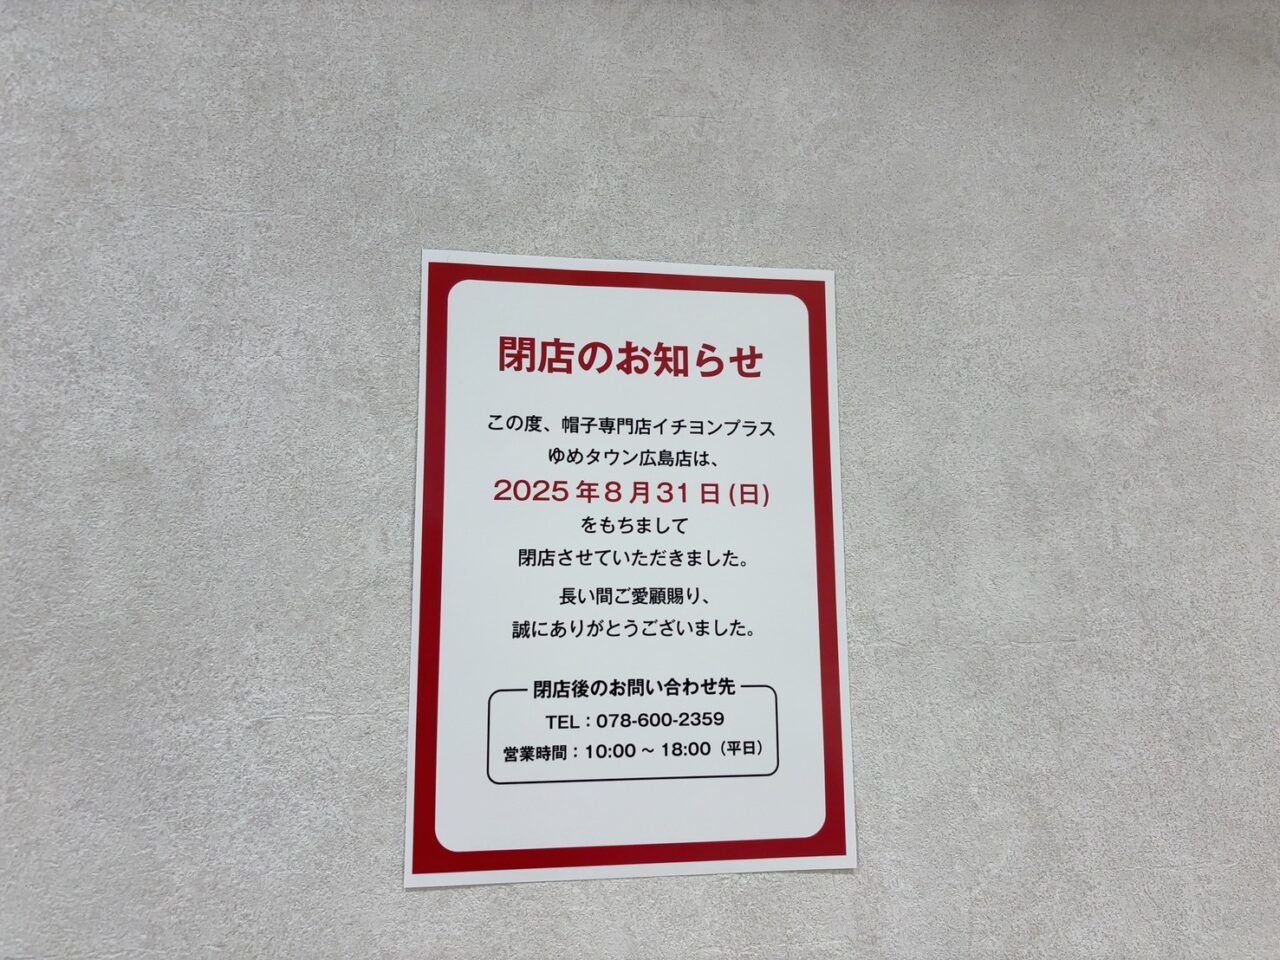 閉店のお知らせ
この度、帽子専門店イチヨンプラス
ゆめタウン広島店は、
2025年8月31日(日)
をもちまして
閉店させていただきました。
長い間ご愛顧賜り、
誠にありがとうございました。
閉店後のお問い合わせ先
TEL：078-600-2359
営業時間：10:00～18:00（平日）